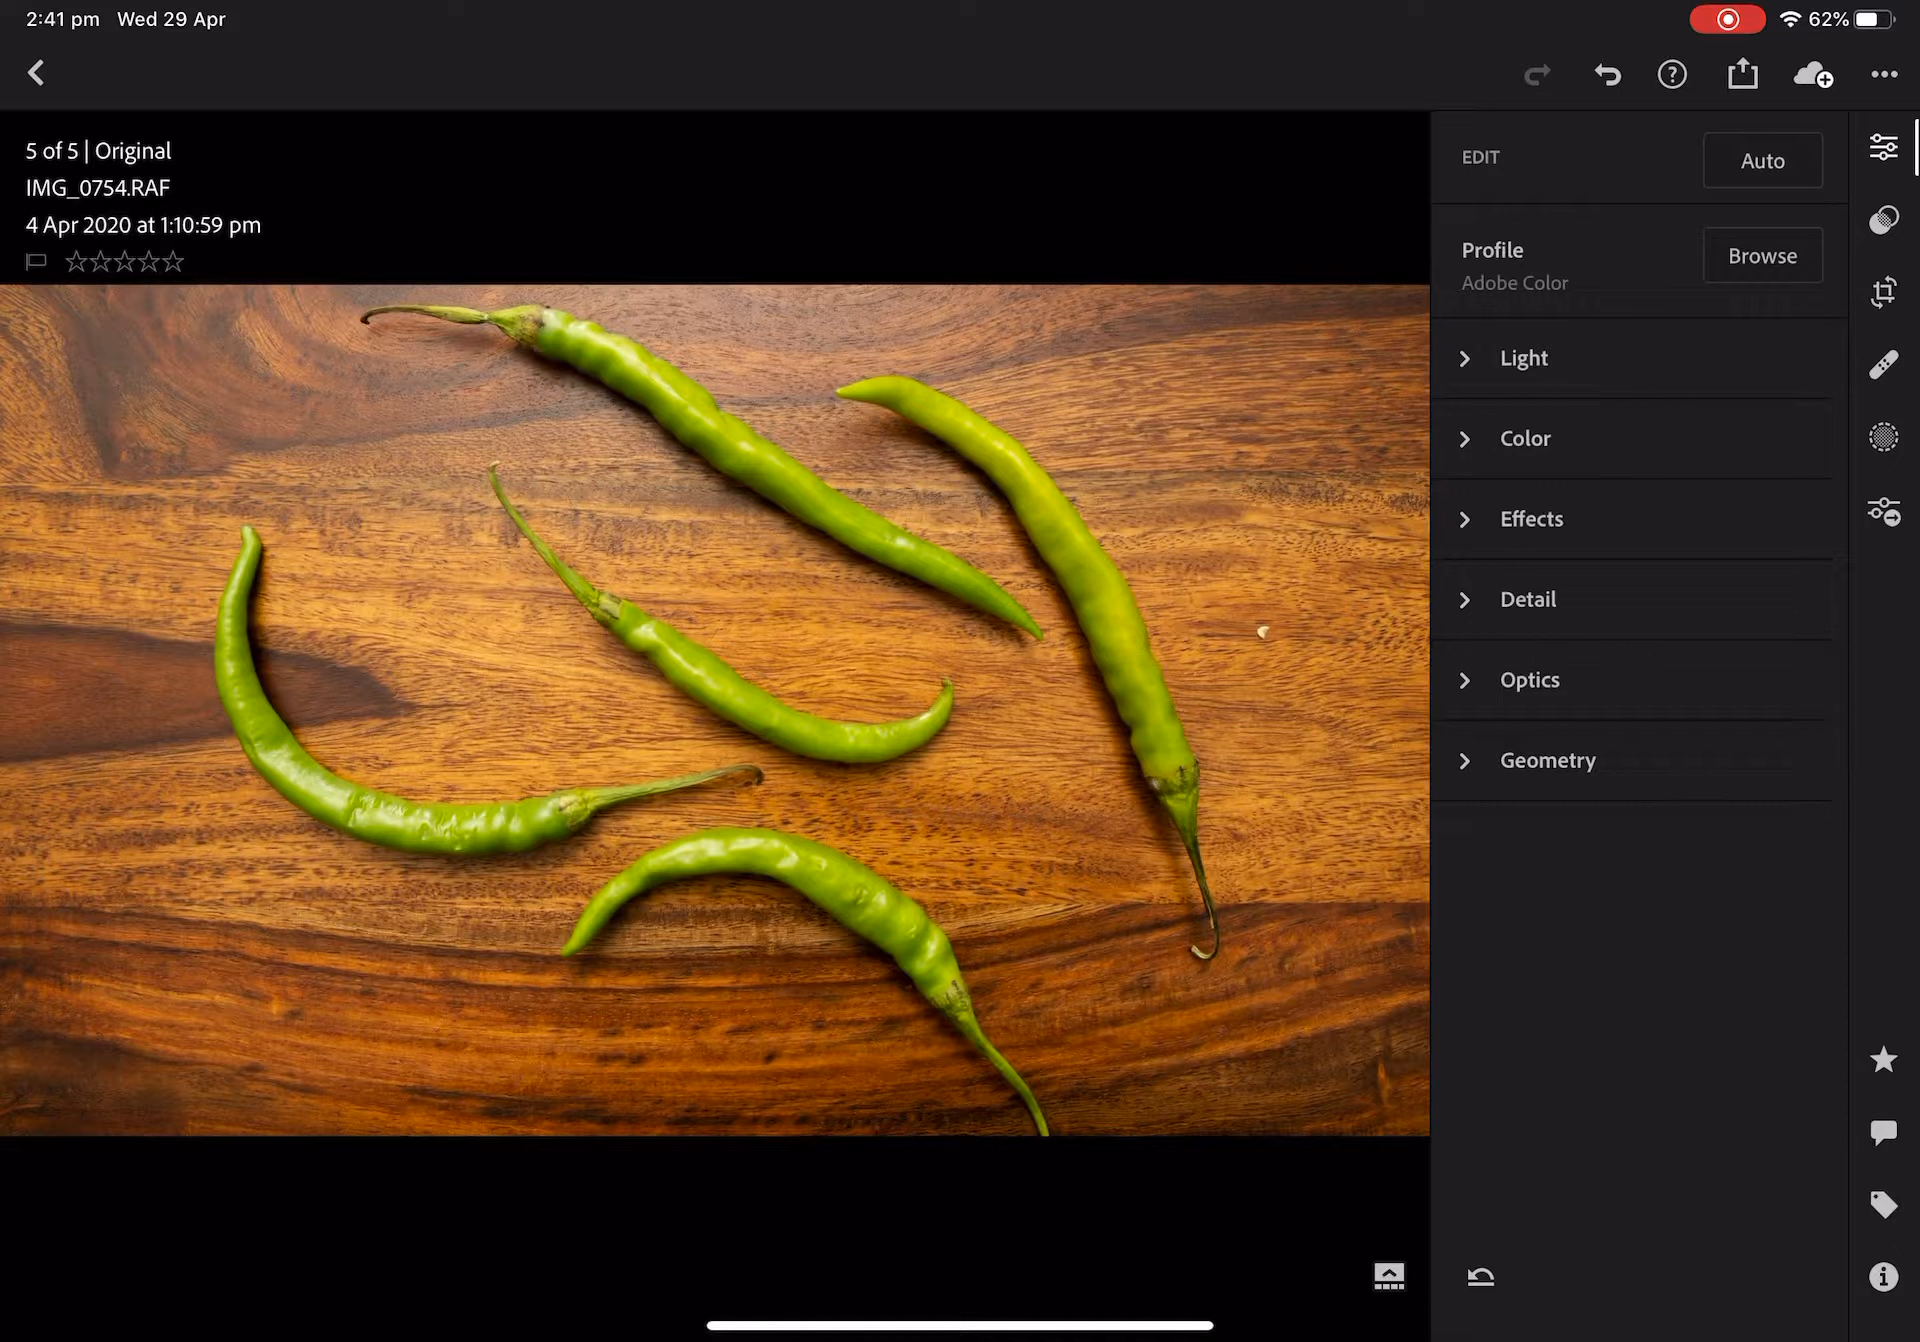 2:41 pm Wed 29 Apr
62%
5 of 5 | Original
IMG_0754.RAF
4 Apr 2020 at 1:10:59 pm
EDIT
Auto
Profile
Adobe Color
Browse
Light
Color
Effects
Detail
Optics
Geometry